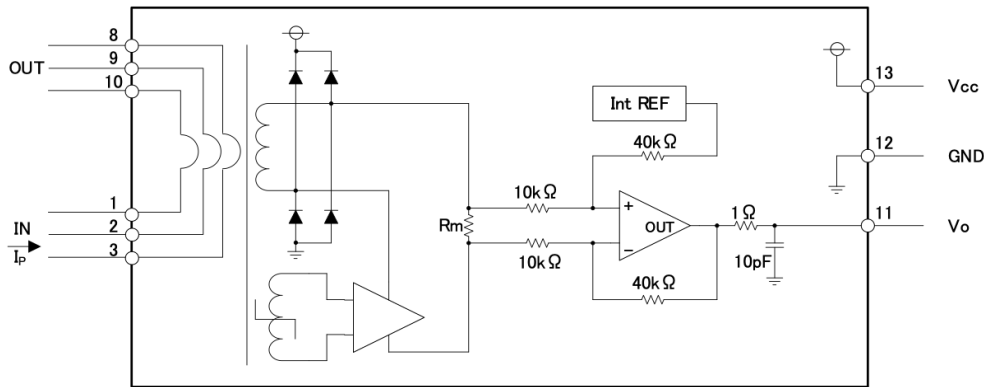 8
OUT 9
10
1
IN 2
IP 3
Int REF
40kΩ
10kΩ
Rm
10kΩ
+
OUT
−
40kΩ
1Ω
10pF
13 Vcc
12 GND
11 Vo